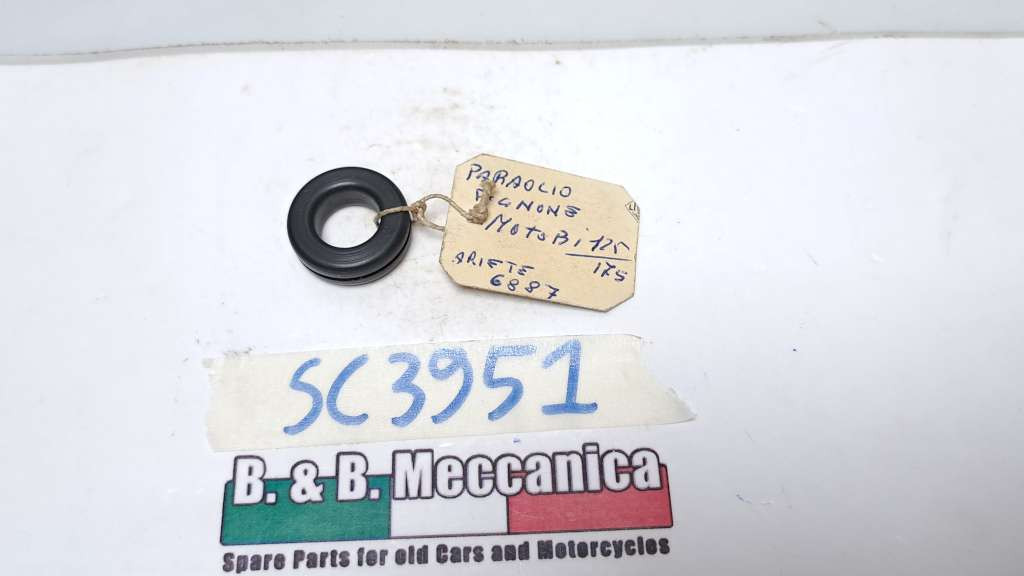 PARAOLIO
PIGNONE
MotoBi 125
175
ARIETE
6887
SC3951
B. & B. Meccanica
Spare Parts for old Cars and Motorcycles